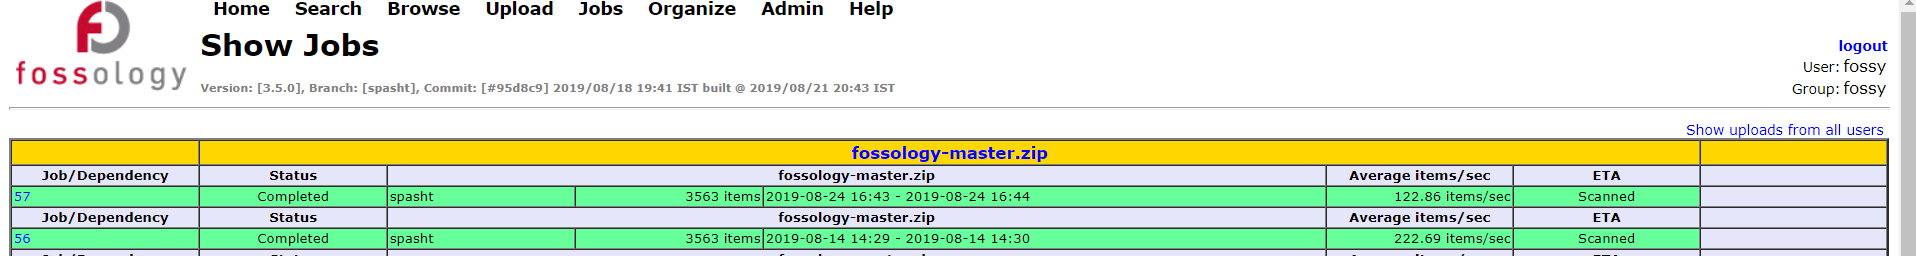 Home Search Browse Upload Jobs Organize Admin Help
fossology
Show Jobs
logout
User: fossy
Version: [3.5.0], Branch: [spasht], Commit: [#95d8c9] 2019/08/18 19:41 IST built @ 2019/08/21 20:43 IST
Group: fossy
Show uploads from all users
fossology-master.zip
Job/Dependency Status fossology-master.zip Average items/sec ETA
57 Completed spasht 3563 items 2019-08-24 16:43 - 2019-08-24 16:44 122.86 items/sec Scanned
Job/Dependency Status fossology-master.zip Average items/sec ETA
56 Completed spasht 3563 items 2019-08-14 14:29 - 2019-08-14 14:30 222.69 items/sec Scanned